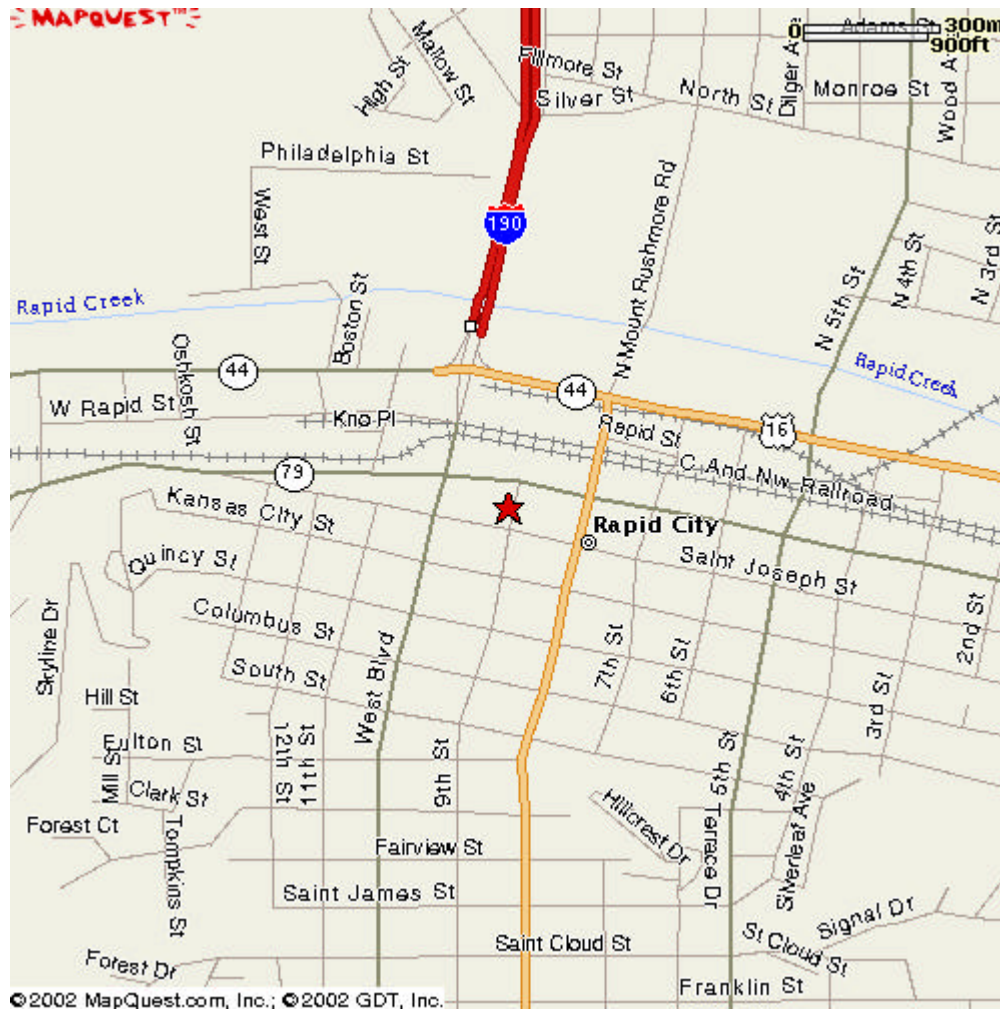 MAPQUEST™
0 300m
900ft
Adams St
Mallow St
High St
Fillmore St
Silver St
North St
Dilger Ave
Monroe St
Wood Ave
Philadelphia St
West St
190
N Mount Rushmore Rd
N 4th St
N 3rd St
N 5th St
Rapid Creek
Boston St
Oshkosh St
44
44
Rapid Creek
W Rapid St
Kno Pl
Rapid St
16
C And Nw Railroad
79
Kansas City St
Rapid City
Saint Joseph St
Quincy St
Columbus St
South St
Skyline Dr
West Blvd
7th St
6th St
2nd St
3rd St
Hill St
Fulton St
Mill St
Clark St
12th St
11th St
9th St
5th St
4th St
Forest Ct
Tompkins St
Hillcrest Dr
Terrace Dr
Silverleaf Ave
Fairview St
Saint James St
Signal Dr
Saint Cloud St
St Cloud St
Forest Dr
Franklin St
©2002 MapQuest.com, Inc.; ©2002 GDT, Inc.